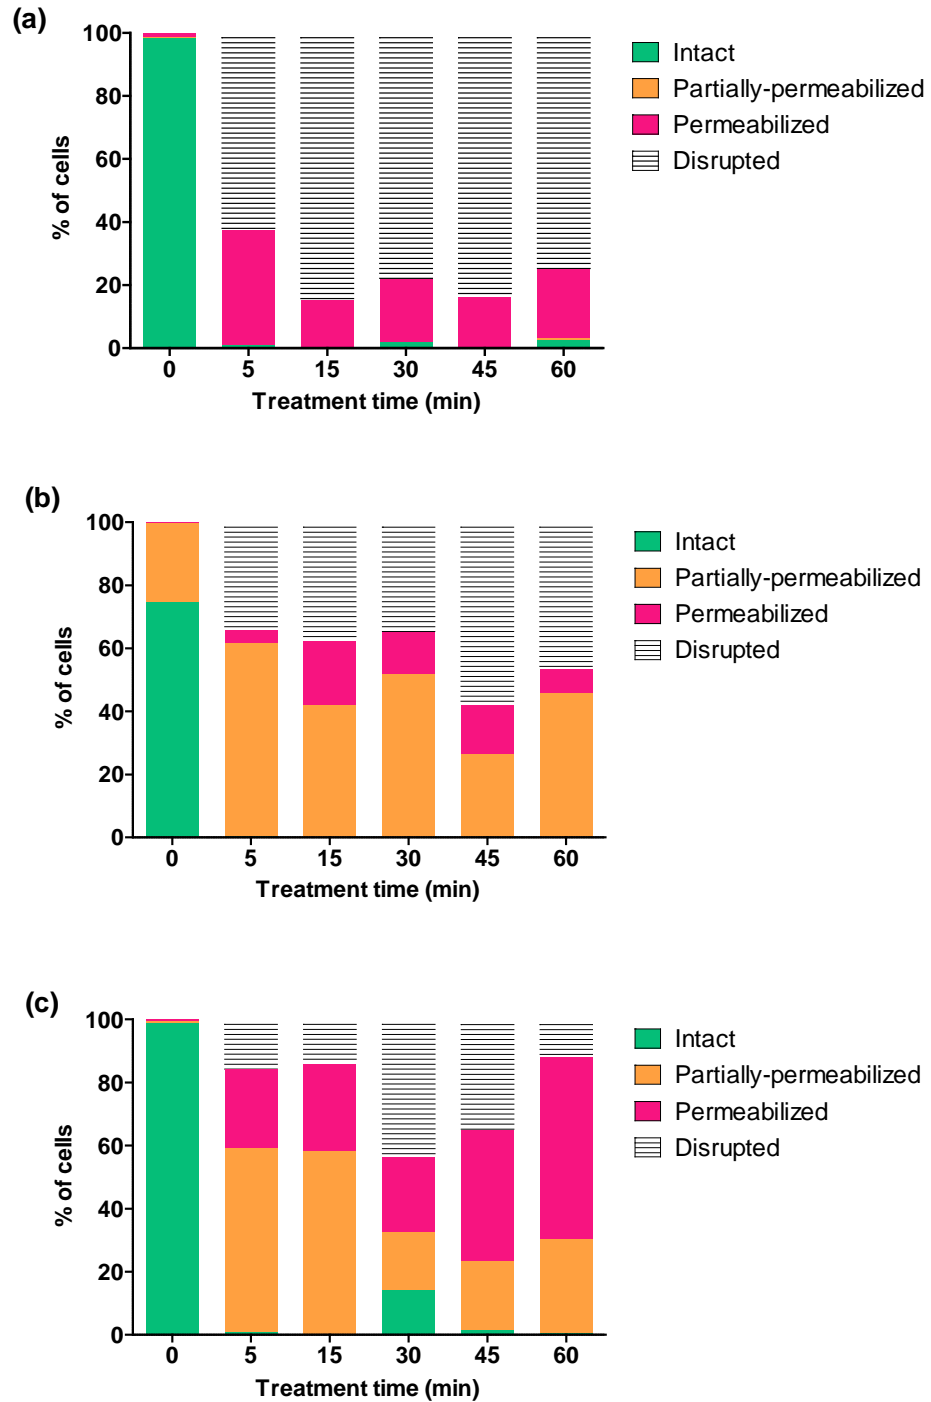 (a)
100
80
60
40
20
0
% of cells
0 5 15 30 45 60
Treatment time (min)
Intact
Partially-permeabilized
Permeabilized
Disrupted
(b)
100
80
60
40
20
0
% of cells
0 5 15 30 45 60
Treatment time (min)
Intact
Partially-permeabilized
Permeabilized
Disrupted
(c)
100
80
60
40
20
0
% of cells
0 5 15 30 45 60
Treatment time (min)
Intact
Partially-permeabilized
Permeabilized
Disrupted